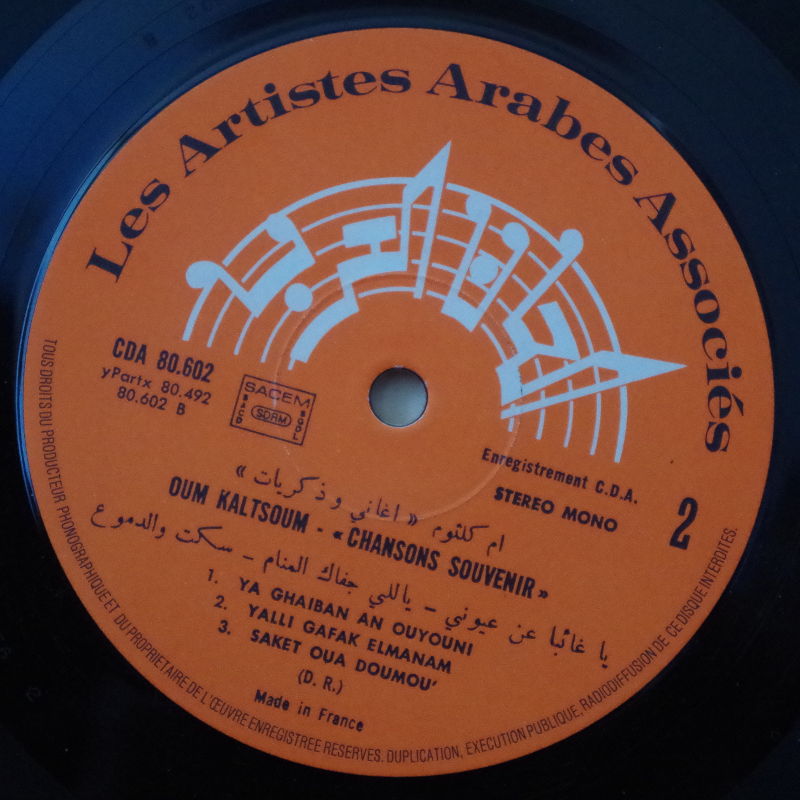 Les Artistes Arabes Associés
CDA 80.602
yPartx 80.492
80.602 B
SACEM
SACD
SDRM
SGDL
Enregistrement C.D.A.
STEREO MONO
2
ام كلثوم « اغاني وذكريات »
OUM KALTSOUM - « CHANSONS SOUVENIR »
يا غائبا عن عيوني - ياللي جفاك المنام - سكت والدموع
1. YA GHAIBAN AN OUYOUNI
2. YALLI GAFAK ELMANAM
3. SAKET OUA DOUMOU'
(D. R.)
Made in France
TOUS DROITS DU PRODUCTEUR PHONOGRAPHIQUE ET DU PROPRIETAIRE DE L'ŒUVRE ENREGISTREE RESERVES. DUPLICATION, EXECUTION PUBLIQUE, RADIODIFFUSION DE CE DISQUE INTERDITES.